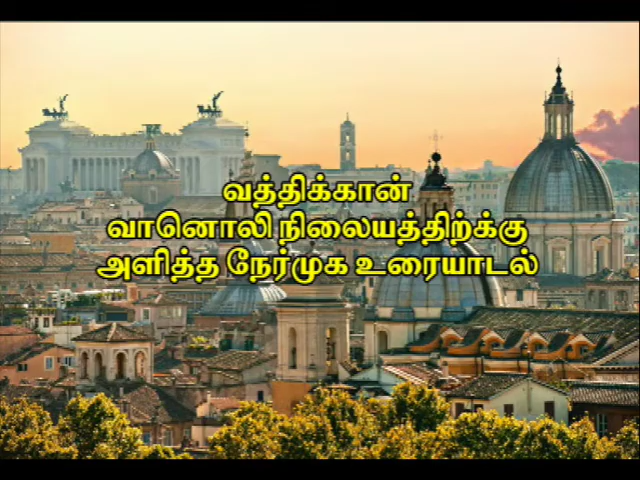 வத்திக்கான்
வானொலி நிலையத்திற்க்கு
அளித்த நேர்முக உரையாடல்